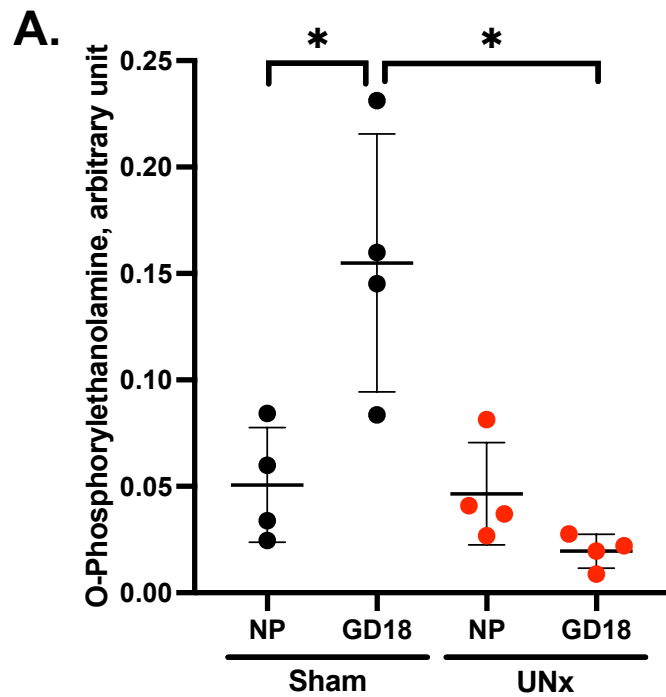 A.
* *
O-Phosphorylethanolamine, arbitrary unit
0.25
0.20
0.15
0.10
0.05
0.00
NP GD18 NP GD18
Sham UNx